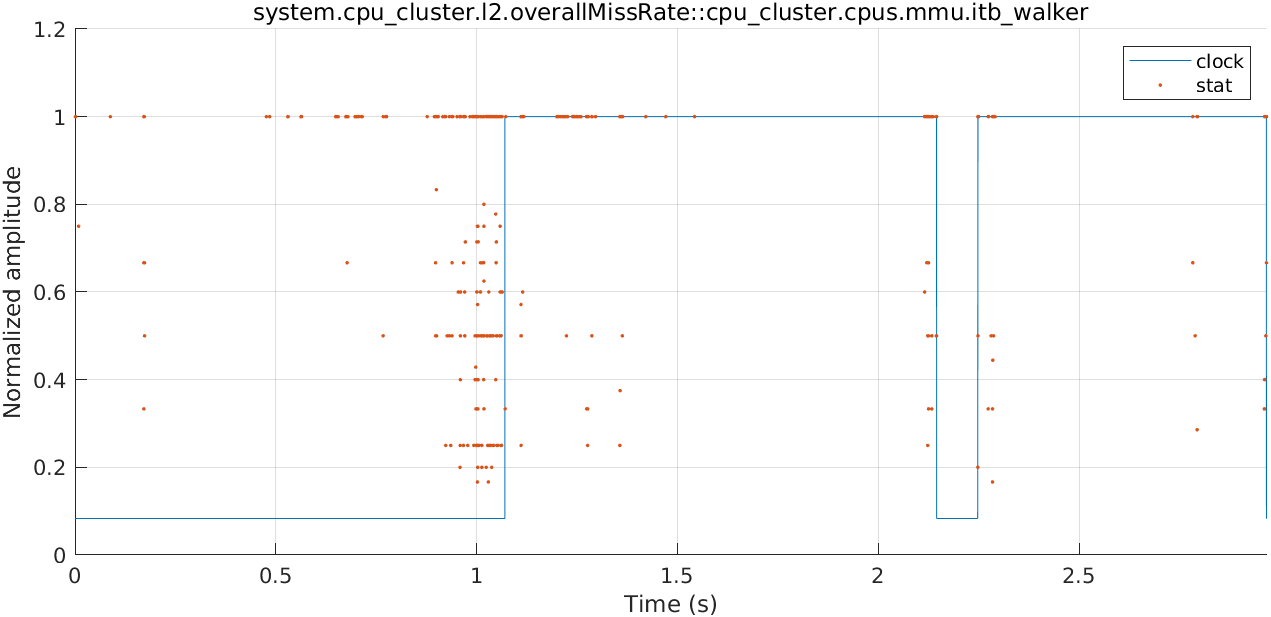 system.cpu_cluster.l2.overallMissRate::cpu_cluster.cpus.mmu.itb_walker
1.2
1
0.8
0.6
0.4
0.2
0
Normalized amplitude
clock
stat
0 0.5 1 1.5 2 2.5
Time (s)